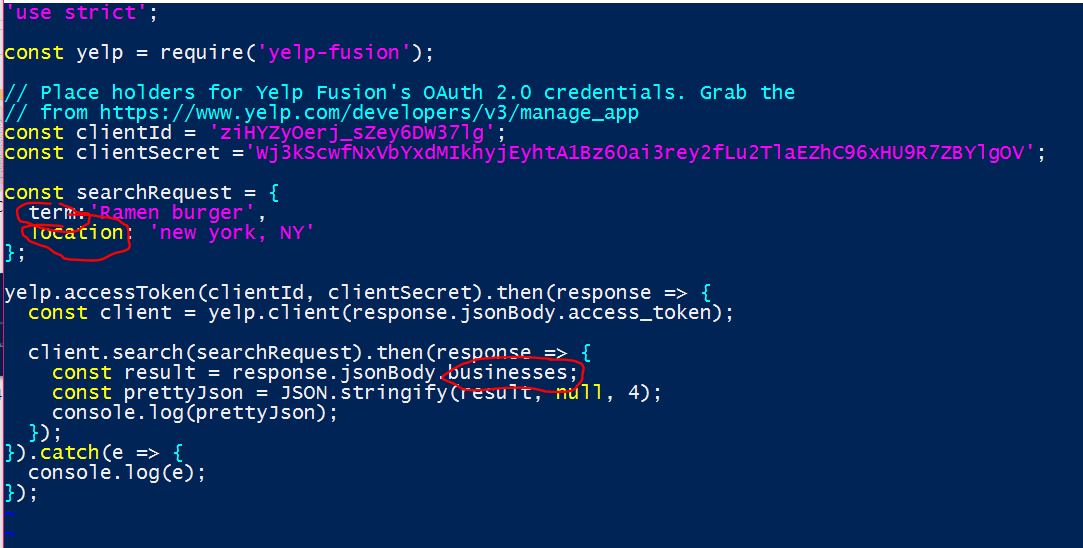 'use strict';
const yelp = require('yelp-fusion');
// Place holders for Yelp Fusion's OAuth 2.0 credentials. Grab the
// from https://www.yelp.com/developers/v3/manage_app
const clientId = 'ziHYZyOerj_sZey6DW37lg';
const clientSecret ='Wj3kScwfNxVbYxdMIkhyjEyhtA1Bz6Oai3rey2fLu2TlaEZhC96xHU9R7ZBYlgOV';
const searchRequest = {
term:'Ramen burger',
location: 'new york, NY'
};
yelp.accessToken(clientId, clientSecret).then(response => {
const client = yelp.client(response.jsonBody.access_token);
client.search(searchRequest).then(response => {
const result = response.jsonBody.businesses;
const prettyJson = JSON.stringify(result, null, 4);
console.log(prettyJson);
});
}).catch(e => {
console.log(e);
});
~
~